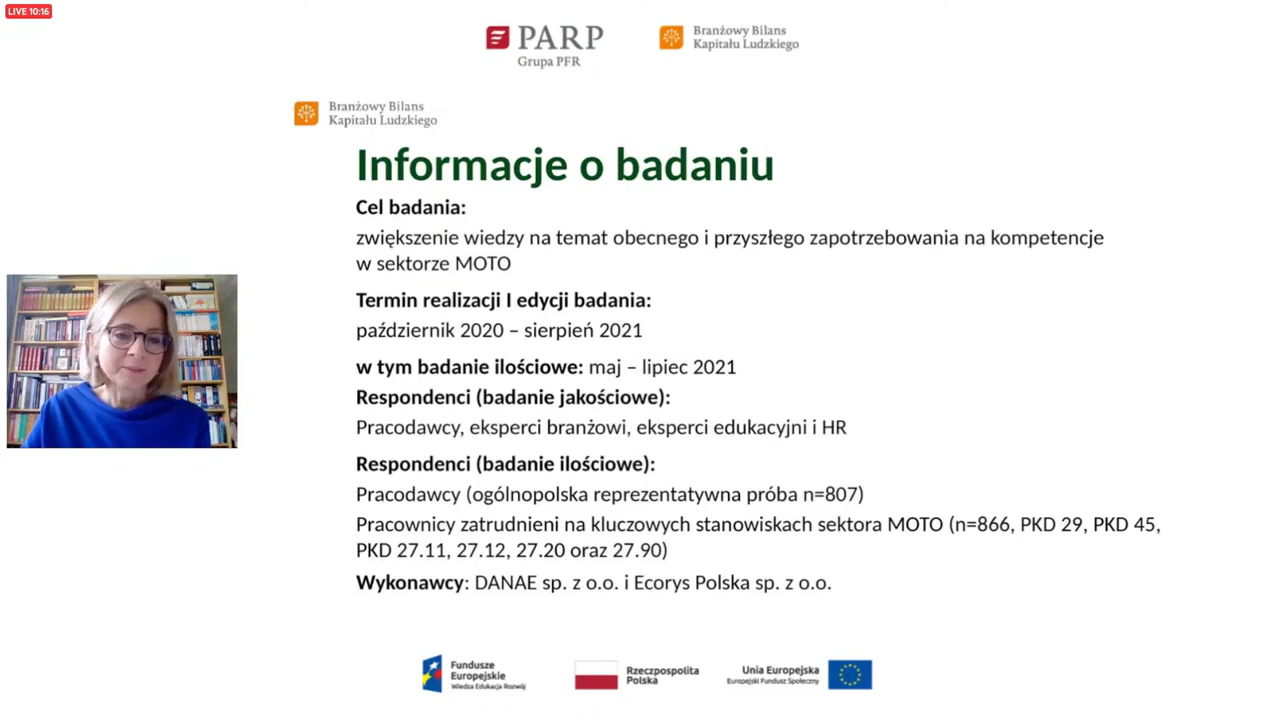 LIVE 10:16
PARP
Grupa PFR
Branżowy Bilans
Kapitału Ludzkiego
Branżowy Bilans
Kapitału Ludzkiego
Informacje o badaniu
Cel badania:
zwiększenie wiedzy na temat obecnego i przyszłego zapotrzebowania na kompetencje
w sektorze MOTO
Termin realizacji I edycji badania:
październik 2020 – sierpień 2021
w tym badanie ilościowe: maj – lipiec 2021
Respondenci (badanie jakościowe):
Pracodawcy, eksperci branżowi, eksperci edukacyjni i HR
Respondenci (badanie ilościowe):
Pracodawcy (ogólnopolska reprezentatywna próba n=807)
Pracownicy zatrudnieni na kluczowych stanowiskach sektora MOTO (n=866, PKD 29, PKD 45,
PKD 27.11, 27.12, 27.20 oraz 27.90)
Wykonawcy: DANAE sp. z o.o. i Ecorys Polska sp. z o.o.
Fundusze
Europejskie
Wiedza Edukacja Rozwój
Rzeczpospolita
Polska
Unia Europejska
Europejski Fundusz Społeczny